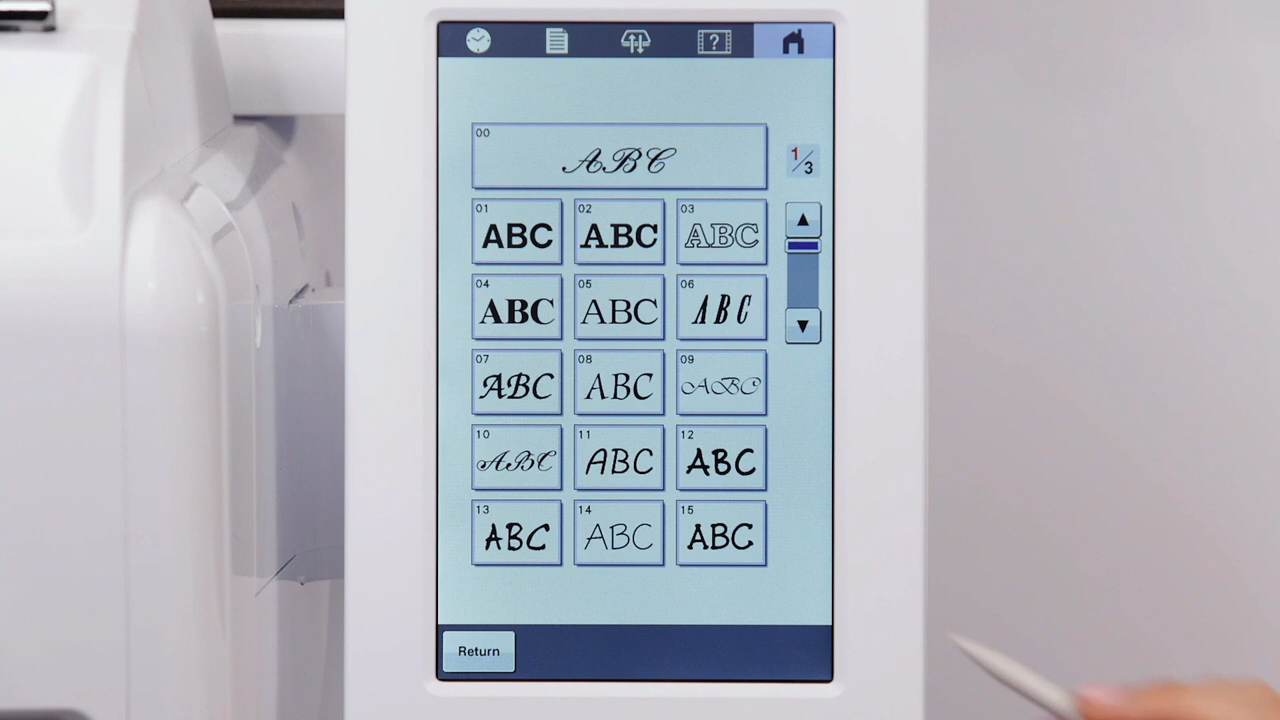 ?
00
ABC
1/3
01 02 03
ABC ABC ABC
▲
04 05 06
ABC ABC ABC
▼
07 08 09
ABC ABC ABC
10 11 12
ABC ABC ABC
13 14 15
ABC ABC ABC
Return